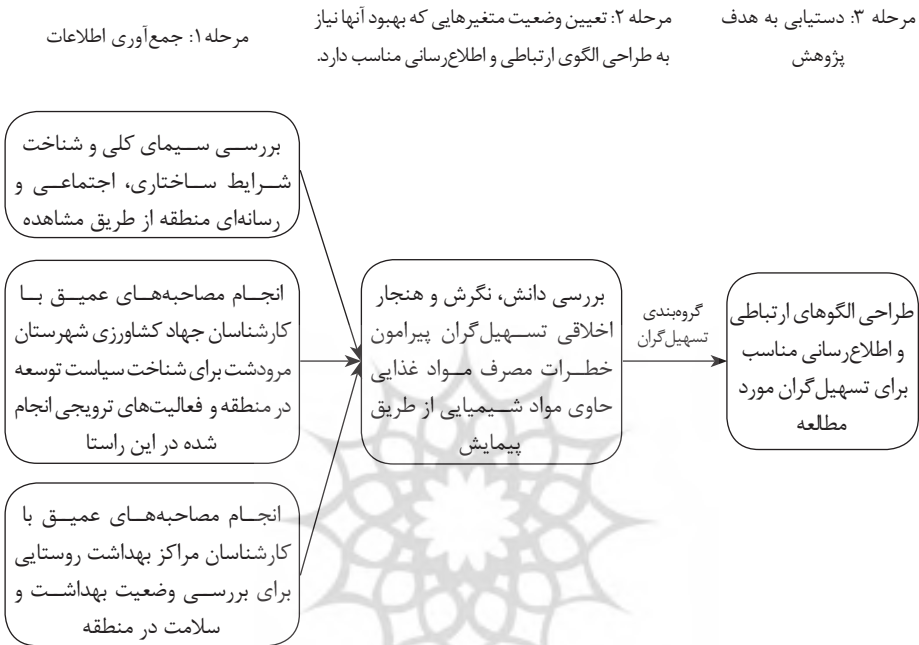 مرحله ۱: جمع‌آوری اطلاعات
مرحله ۲: تعیین وضعیت متغیرهایی که بهبود آنها نیاز
به طراحی الگوی ارتباطی و اطلاع‌رسانی مناسب دارد.
مرحله ۳: دستیابی به هدف
پژوهش
بررسی سیمای کلی و شناخت
شرایط ساختاری، اجتماعی و
رسانه‌ای منطقه از طریق مشاهده
انجام مصاحبه‌های عمیق با
کارشناسان جهاد کشاورزی شهرستان
مرودشت برای شناخت سیاست توسعه
در منطقه و فعالیت‌های ترویجی انجام
شده در این راستا
انجام مصاحبه‌های عمیق با
کارشناسان مراکز بهداشت روستایی
برای بررسی وضعیت بهداشت و
سلامت در منطقه
بررسی دانش، نگرش و هنجار
اخلاقی تسهیل‌گران پیرامون
خطرات مصرف مواد غذایی
حاوی مواد شیمیایی از طریق
پیمایش
گروه‌بندی
تسهیل‌گران
طراحی الگوهای ارتباطی
و اطلاع‌رسانی مناسب
برای تسهیل‌گران مورد
مطالعه